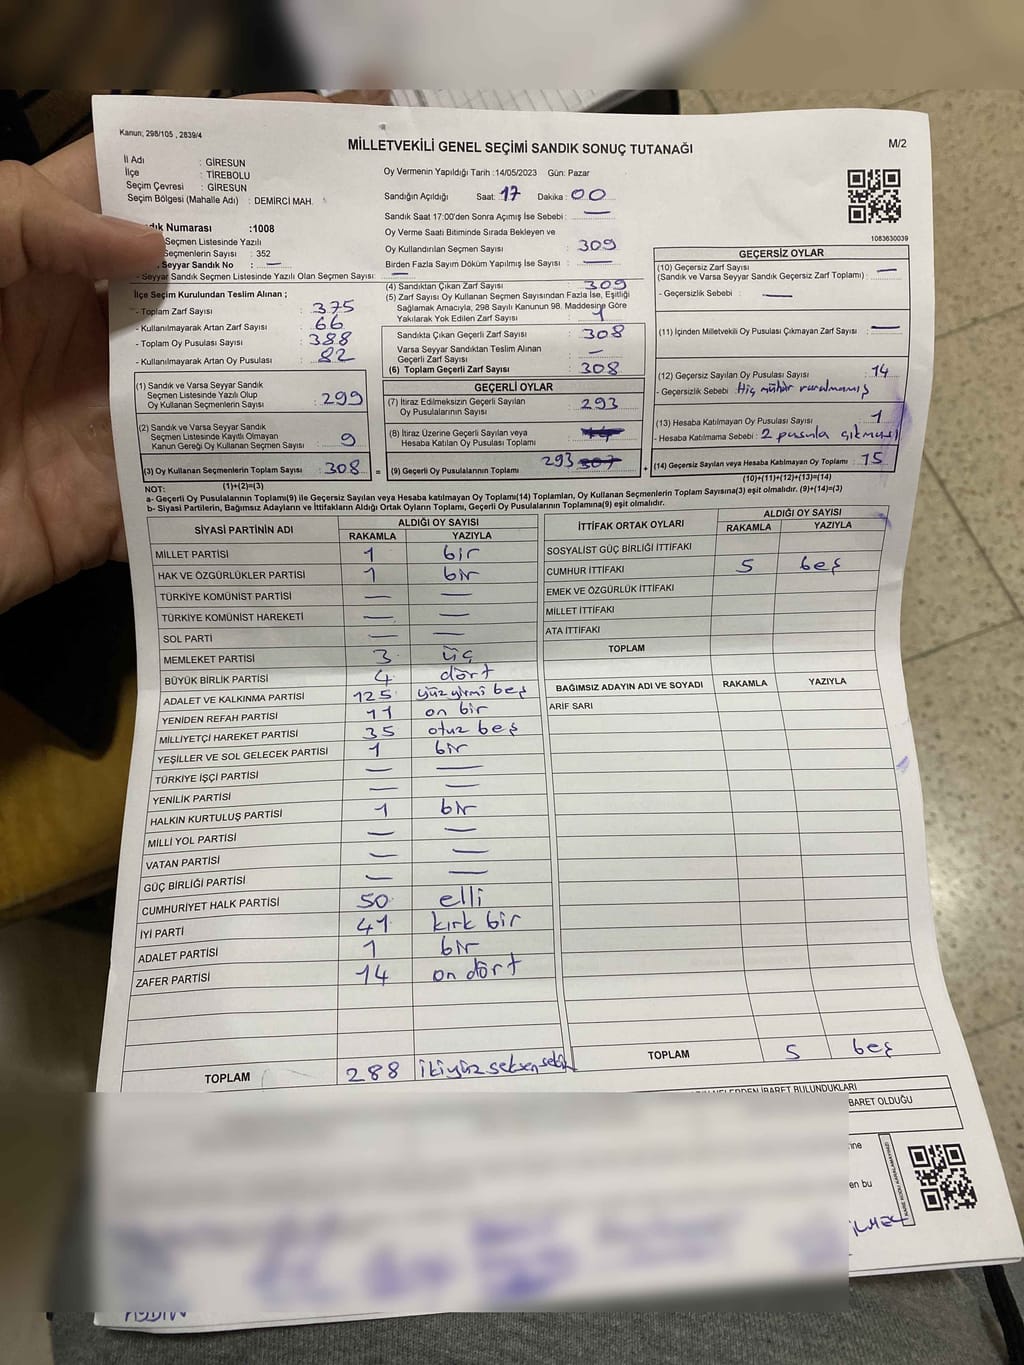 Kanun; 298/105 , 2839/4
M/2
MİLLETVEKİLİ GENEL SEÇİMİ SANDIK SONUÇ TUTANAĞI
İl Adı : GİRESUN
İlçe : TİREBOLU
Seçim Çevresi : GİRESUN
Seçim Bölgesi (Mahalle Adı) : DEMİRCİ MAH.
Numarası :1008
Seçmen Listesinde Yazılı
Seçmenlerin Sayısı : 352
Seyyar Sandık No : —
- Seyyar Sandık Seçmen Listesinde Yazılı Olan Seçmen Sayısı: —
İlçe Seçim Kurulundan Teslim Alınan ;
- Toplam Zarf Sayısı : 375
- Kullanılmayarak Artan Zarf Sayısı : 66
- Toplam Oy Pusulası Sayısı : 388
- Kullanılmayarak Artan Oy Pusulası : 82
(1) Sandık ve Varsa Seyyar Sandık
Seçmen Listesinde Yazılı Olup
Oy Kullanan Seçmenlerin Sayısı : 299
(2) Sandık ve Varsa Seyyar Sandık
Seçmen Listesinde Kayıtlı Olmayan
Kanun Gereği Oy Kullanan Seçmen Sayısı : 9
(3) Oy Kullanan Seçmenlerin Toplam Sayısı : 308 =
(1)+(2)=(3)
Oy Vermenin Yapıldığı Tarih :14/05/2023 Gün: Pazar
Sandığın Açıldığı Saat: 17 Dakika : 00
Sandık Saat 17:00'den Sonra Açımış İse Sebebi : —
Oy Verme Saati Bitiminde Sırada Bekleyen ve
Oy Kullandırılan Seçmen Sayısı : 309
Birden Fazla Sayım Döküm Yapılmış İse Sayısı : —
(4) Sandıktan Çıkan Zarf Sayısı : 309
(5) Zarf Sayısı Oy Kullanan Seçmen Sayısından Fazla İse, Eşitliği
Sağlamak Amacıyla; 298 Sayılı Kanunun 98. Maddesine Göre
Yakılarak Yok Edilen Zarf Sayısı : 1
Sandıkta Çıkan Geçerli Zarf Sayısı : 308
Varsa Seyyar Sandıktan Teslim Alınan
Geçerli Zarf Sayısı : —
(6) Toplam Geçerli Zarf Sayısı : 308
GEÇERLİ OYLAR
(7) İtiraz Edilmeksizin Geçerli Sayılan
Oy Pusulalarının Sayısı : 293
(8) İtiraz Üzerine Geçerli Sayılan veya
Hesaba Katılan Oy Pusulası Toplamı :
(9) Geçerli Oy Pusulalarının Toplamı : 293 307 +
1083630039
GEÇERSİZ OYLAR
(10) Geçersiz Zarf Sayısı : —
(Sandık ve Varsa Seyyar Sandık Geçersiz Zarf Toplamı)
- Geçersizlik Sebebi : —
(11) İçinden Milletvekili Oy Pusulası Çıkmayan Zarf Sayısı : —
(12) Geçersiz Sayılan Oy Pusulası Sayısı : 14
- Geçersizlik Sebebi : Hiç mühür vurulmamış
(13) Hesaba Katılmayan Oy Pusulası Sayısı : 1
- Hesaba Katılmama Sebebi : 2 pusula çıkması
(14) Geçersiz Sayılan veya Hesaba Katılmayan Oy Toplamı : 15
(10)+(11)+(12)+(13)=(14)
NOT:
a- Geçerli Oy Pusulalarının Toplamı(9) ile Geçersiz Sayılan veya Hesaba katılmayan Oy Toplamı(14) Toplamları, Oy Kullanan Seçmenlerin Toplam Sayısına(3) eşit olmalıdır. (9)+(14)=(3)
b- Siyasi Partilerin, Bağımsız Adayların ve İttifakların Aldığı Ortak Oyların Toplamı, Geçerli Oy Pusulalarının Toplamına(9) eşit olmalıdır.
SİYASİ PARTİNİN ADI ALDIĞI OY SAYISI
RAKAMLA YAZIYLA
MİLLET PARTİSİ 1 bir
HAK VE ÖZGÜRLÜKLER PARTİSİ 1 bir
TÜRKİYE KOMÜNİST PARTİSİ — —
TÜRKİYE KOMÜNİST HAREKETİ — —
SOL PARTİ — —
MEMLEKET PARTİSİ 3 üç
BÜYÜK BİRLİK PARTİSİ 4 dört
ADALET VE KALKINMA PARTİSİ 125 yüz yirmi beş
YENİDEN REFAH PARTİSİ 11 on bir
MİLLİYETÇİ HAREKET PARTİSİ 35 otuz beş
YEŞİLLER VE SOL GELECEK PARTİSİ 1 bir
TÜRKİYE İŞÇİ PARTİSİ — —
YENİLİK PARTİSİ — —
HALKIN KURTULUŞ PARTİSİ 1 bir
MİLLİ YOL PARTİSİ — —
VATAN PARTİSİ — —
GÜÇ BİRLİĞİ PARTİSİ — —
CUMHURİYET HALK PARTİSİ 50 elli
İYİ PARTİ 41 kırk bir
ADALET PARTİSİ 1 bir
ZAFER PARTİSİ 14 on dört
TOPLAM 288 ikiyüz seksen sekiz
İTTİFAK ORTAK OYLARI ALDIĞI OY SAYISI
RAKAMLA YAZIYLA
SOSYALİST GÜÇ BİRLİĞİ İTTİFAKI
CUMHUR İTTİFAKI 5 beş
EMEK VE ÖZGÜRLÜK İTTİFAKI
MİLLET İTTİFAKI
ATA İTTİFAKI
TOPLAM
BAĞIMSIZ ADAYIN ADI VE SOYADI RAKAMLA YAZIYLA
ARİF SARI
TOPLAM 5 beş
NELERDEN İBARET BULUNDUKLARI
BARET OLDUĞU
en bu